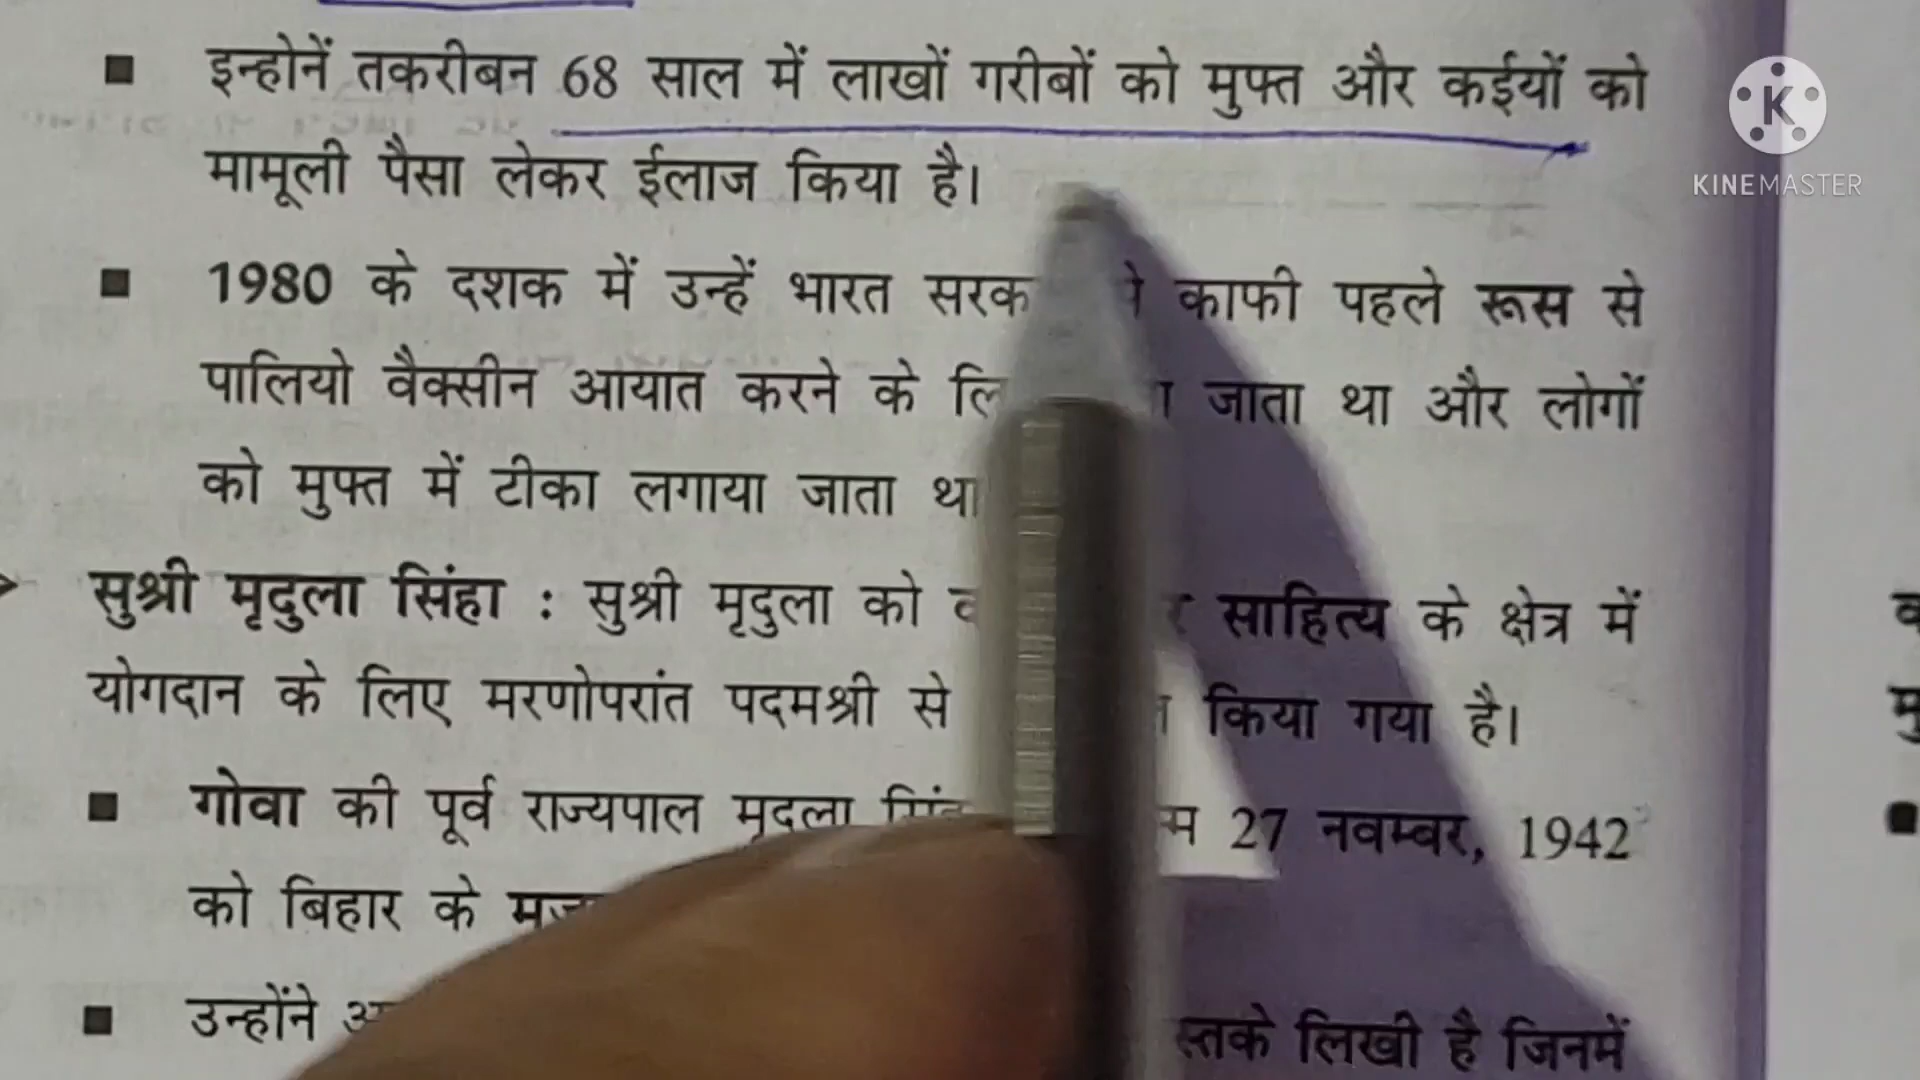 इन्होनें तकरीबन 68 साल में लाखों गरीबों को मुफ्त और कईयों को
मामूली पैसा लेकर ईलाज किया है।
1980 के दशक में उन्हें भारत काफी पहले रूस से
पालियो वैक्सीन आयात करने के जाता था और लोगों
को मुफ्त में टीका लगाया जाता था
सुश्री मृदुला सिंहा : सुश्री मृदुला को साहित्य के क्षेत्र में
योगदान के लिए मरणोपरांत पदमश्री से किया गया है।
गोवा की पूर्व राज्यपाल मृदुला 27 नवम्बर, 1942
को बिहार के
उन्होंने लिखी है जिनमें
K
KINEMASTER